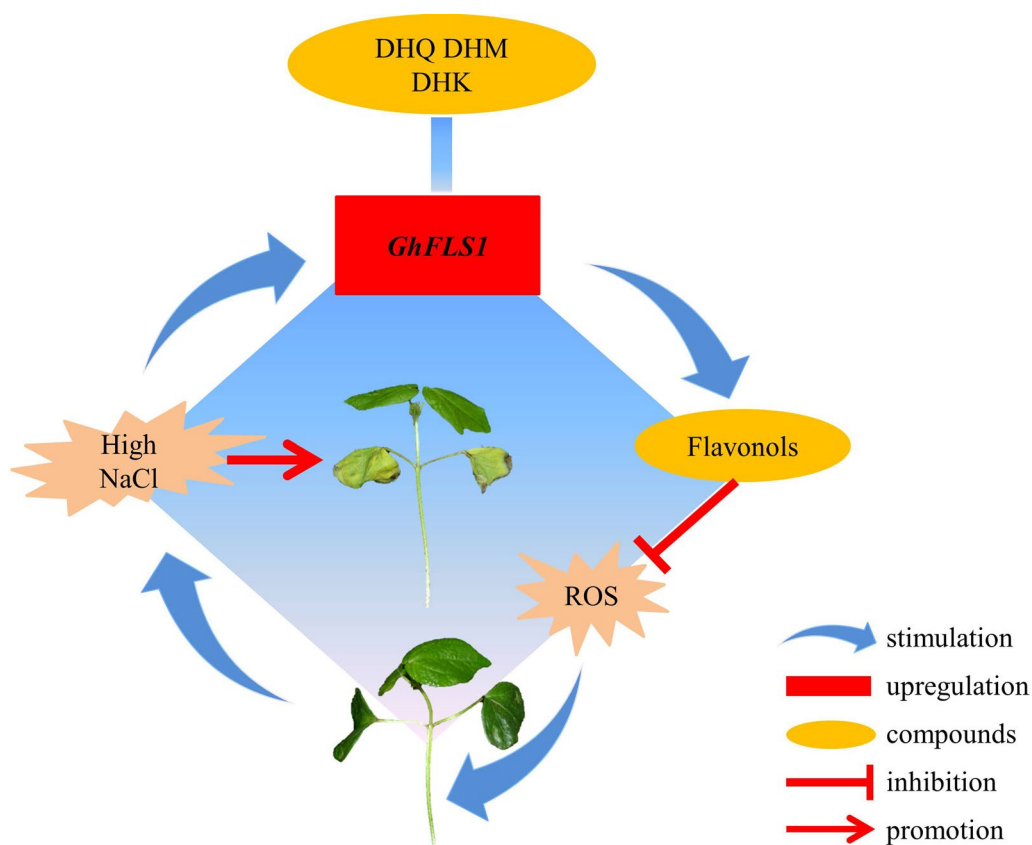 DHQ DHM
DHK
GhFLS1
High
NaCl
Flavonols
ROS
stimulation
upregulation
compounds
inhibition
promotion